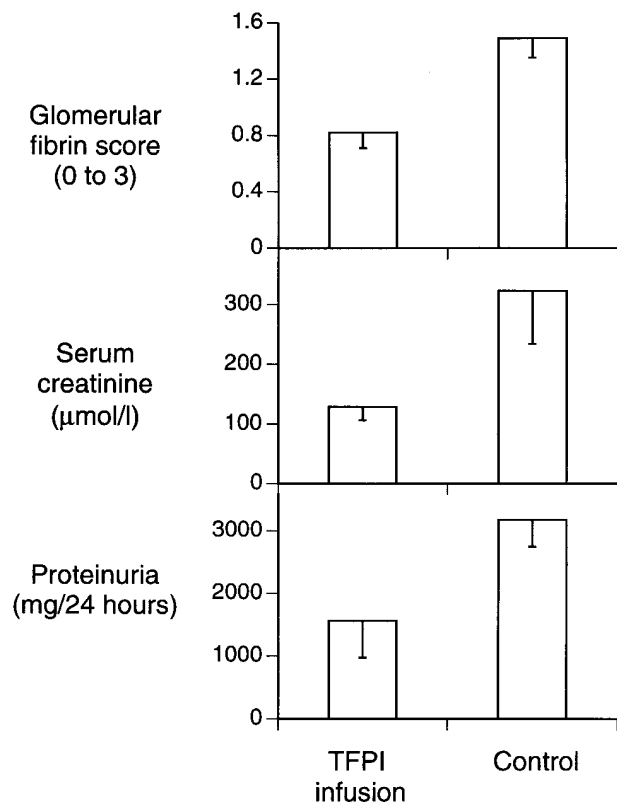 Glomerular
fibrin score
(0 to 3)
1.6
1.2
0.8
0.4
0
Serum
creatinine
(μmol/l)
300
200
100
0
Proteinuria
(mg/24 hours)
3000
2000
1000
0
TFPI
infusion
Control